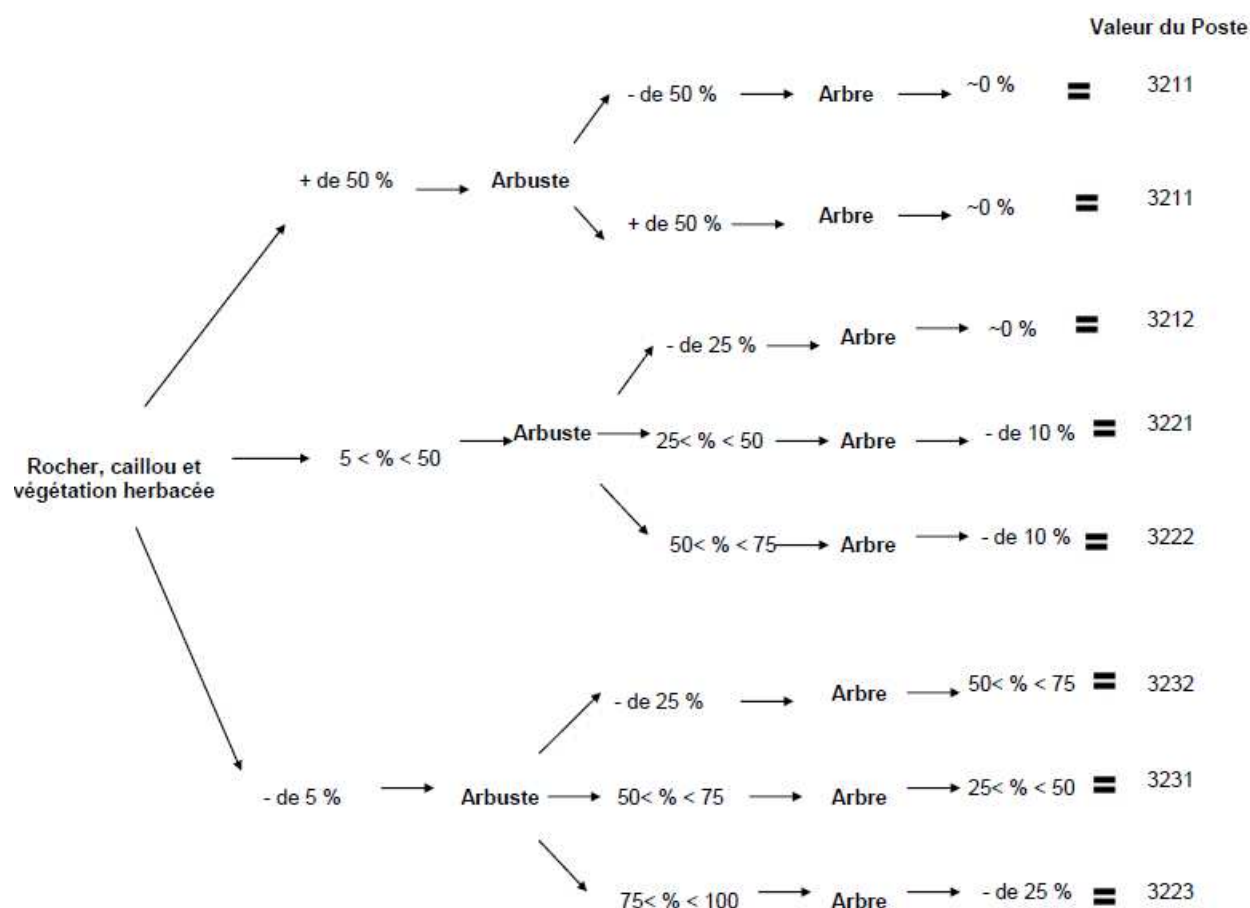 Valeur du Poste
- de 50 % Arbre ~0 % = 3211
+ de 50 % Arbuste
+ de 50 % Arbre ~0 % = 3211
- de 25 % Arbre ~0 % = 3212
Arbuste 25< % < 50 Arbre - de 10 % = 3221
5 < % < 50
Rocher, caillou et
végétation herbacée
50< % < 75 Arbre - de 10 % = 3222
- de 25 % Arbre 50< % < 75 = 3232
- de 5 % Arbuste 50< % < 75 Arbre 25< % < 50 = 3231
75< % < 100 Arbre - de 25 % = 3223